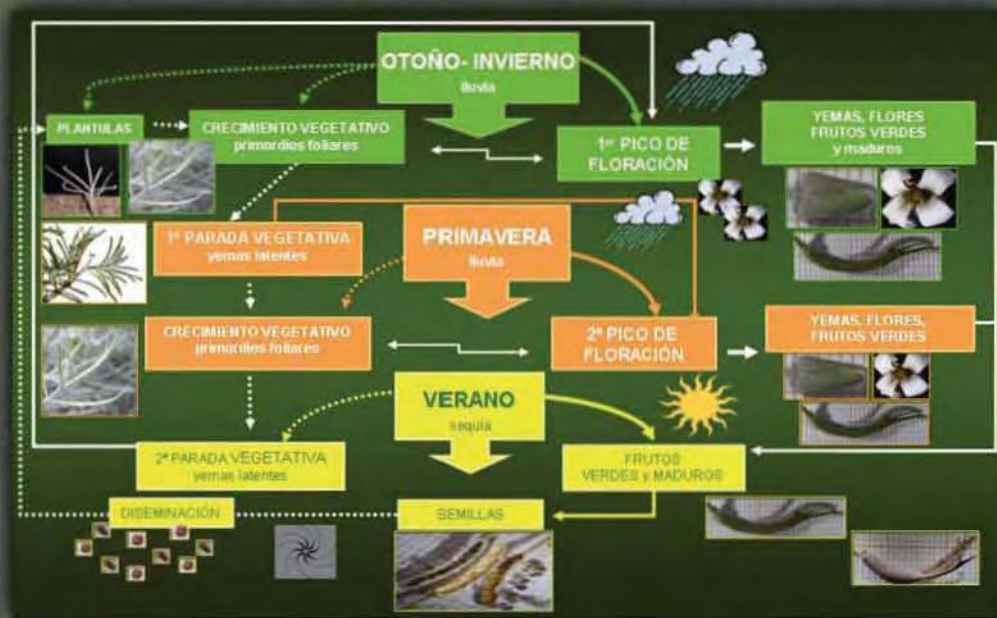 OTOÑO- INVIERNO
lluvia
PLÁNTULAS
CRECIMIENTO VEGETATIVO
primordios foliares
1er PICO DE
FLORACIÓN
YEMAS, FLORES
FRUTOS VERDES
y maduros
1ª PARADA VEGETATIVA
yemas latentes
PRIMAVERA
lluvia
CRECIMIENTO VEGETATIVO
primordios foliares
2º PICO DE
FLORACIÓN
YEMAS, FLORES,
FRUTOS VERDES
VERANO
sequía
2ª PARADA VEGETATIVA
yemas latentes
FRUTOS
VERDES y MADUROS
DISEMINACIÓN
SEMILLAS